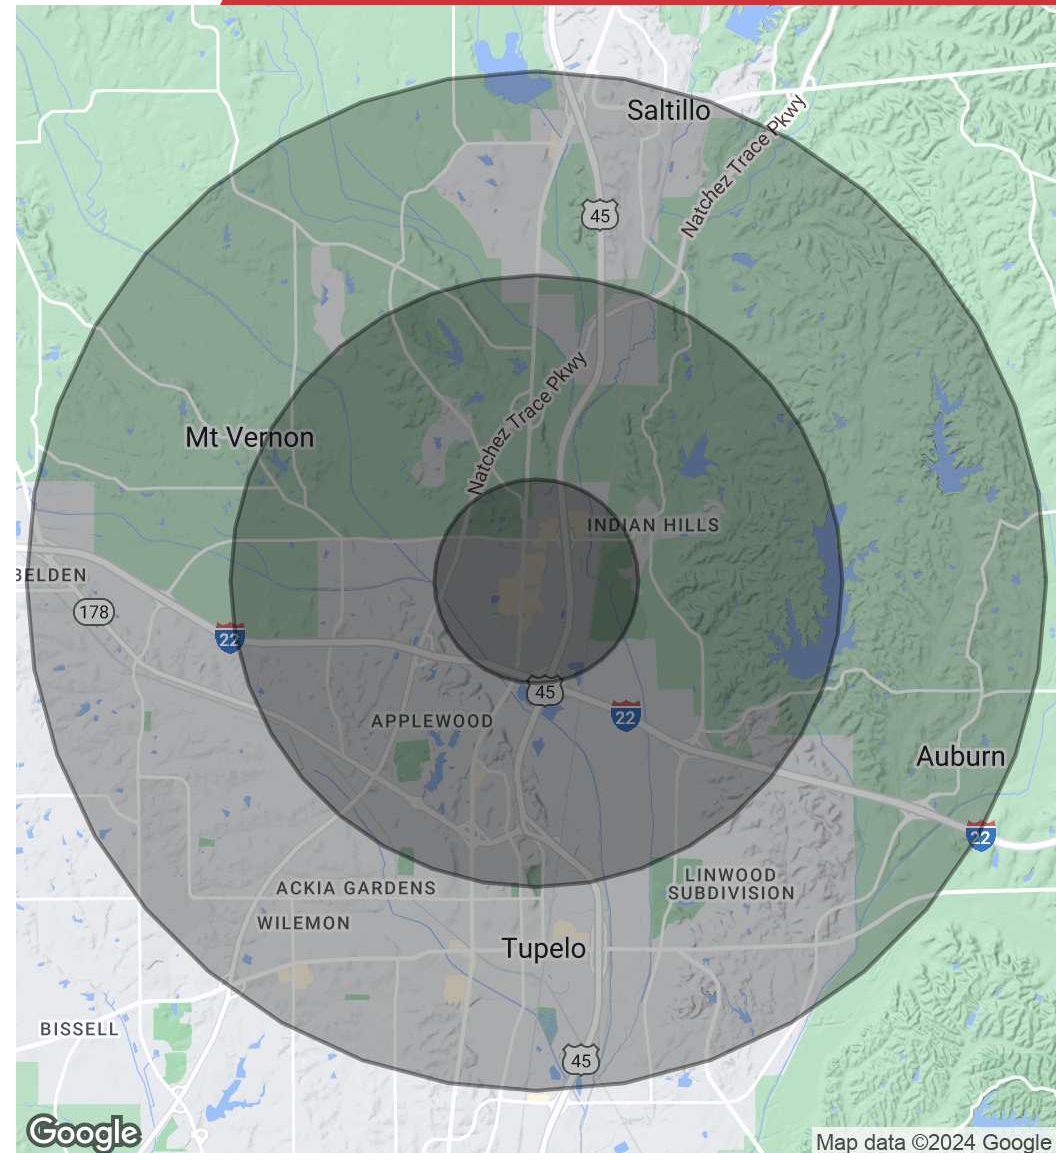 Saltillo
Natchez Trace Pkwy
45
Mt Vernon
Natchez Trace Pkwy
INDIAN HILLS
BELDEN
178
22
45
22
APPLEWOOD
Auburn
22
LINWOOD
SUBDIVISION
ACKIA GARDENS
WILEMON
Tupelo
BISSELL
45
Google
Map data ©2024 Google